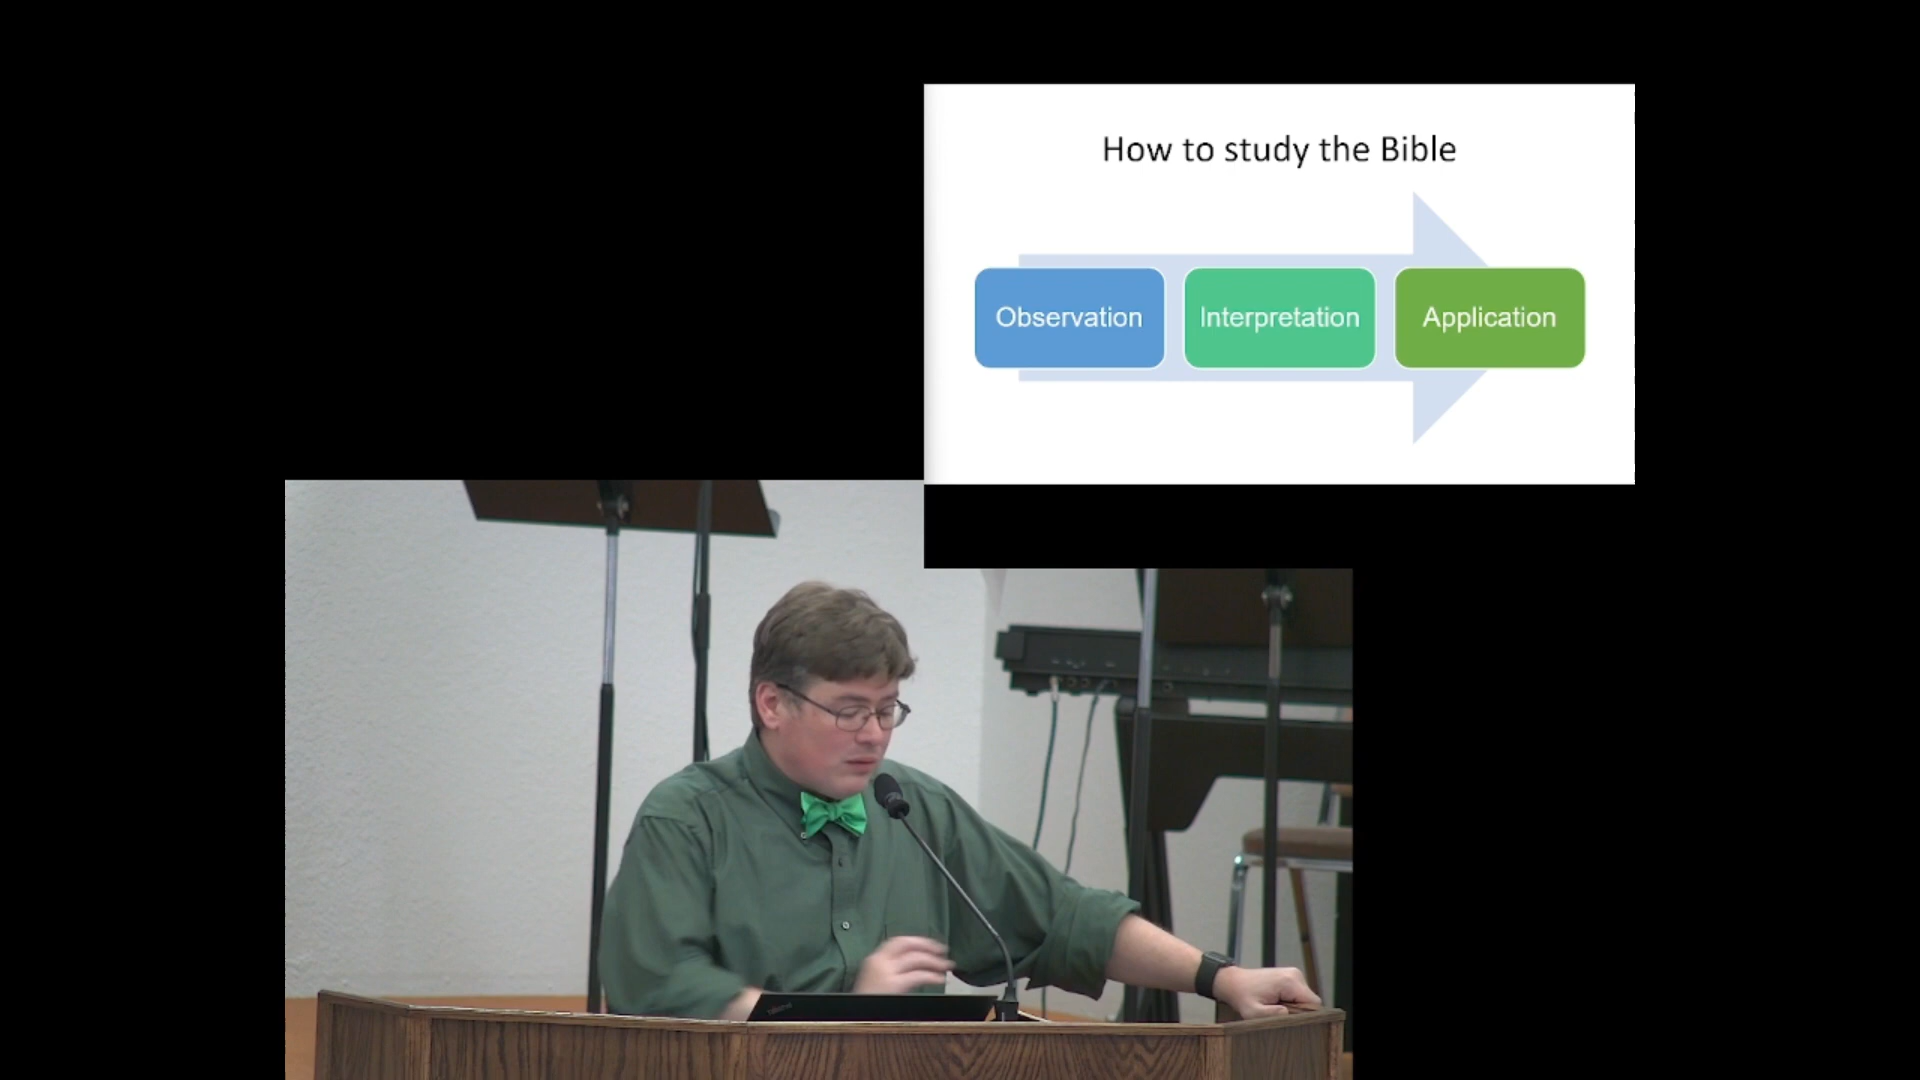 How to study the Bible
Observation
Interpretation
Application